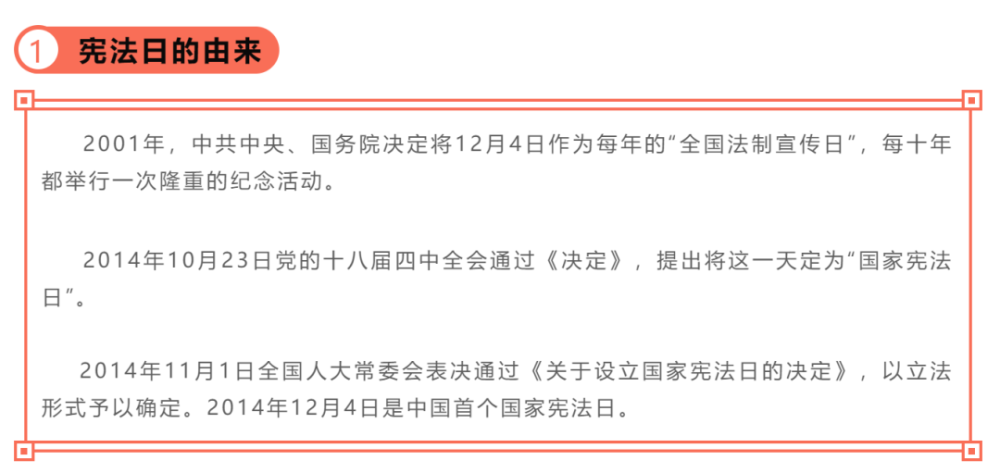 1 宪法日的由来
2001年，中共中央、国务院决定将12月4日作为每年的“全国法制宣传日”，每十年
都举行一次隆重的纪念活动。
2014年10月23日党的十八届四中全会通过《决定》，提出将这一天定为“国家宪法
日”。
2014年11月1日全国人大常委会表决通过《关于设立国家宪法日的决定》，以立法
形式予以确定。2014年12月4日是中国首个国家宪法日。